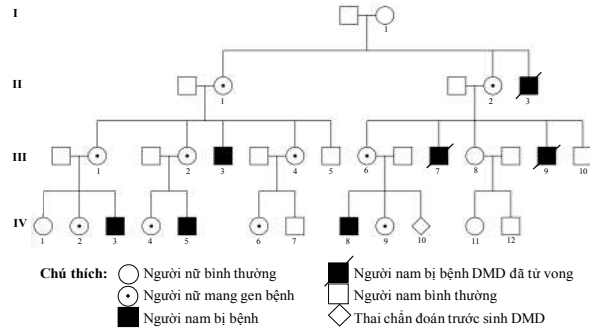 I
1
II
1 2 3
III
1 2 3 4 5 6 7 8 9 10
IV
1 2 3 4 5 6 7 8 9 10 11 12
Chú thích: Người nữ bình thường Người nam bị bệnh DMD đã tử vong
Người nữ mang gen bệnh Người nam bình thường
Người nam bị bệnh Thai chẩn đoán trước sinh DMD